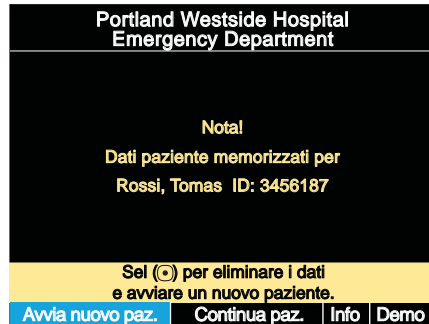 Portland Westside Hospital
Emergency Department
Nota!
Dati paziente memorizzati per
Rossi, Tomas ID: 3456187
Sel (⊙) per eliminare i dati
e avviare un nuovo paziente.
Avvia nuovo paz. Continua paz. Info Demo